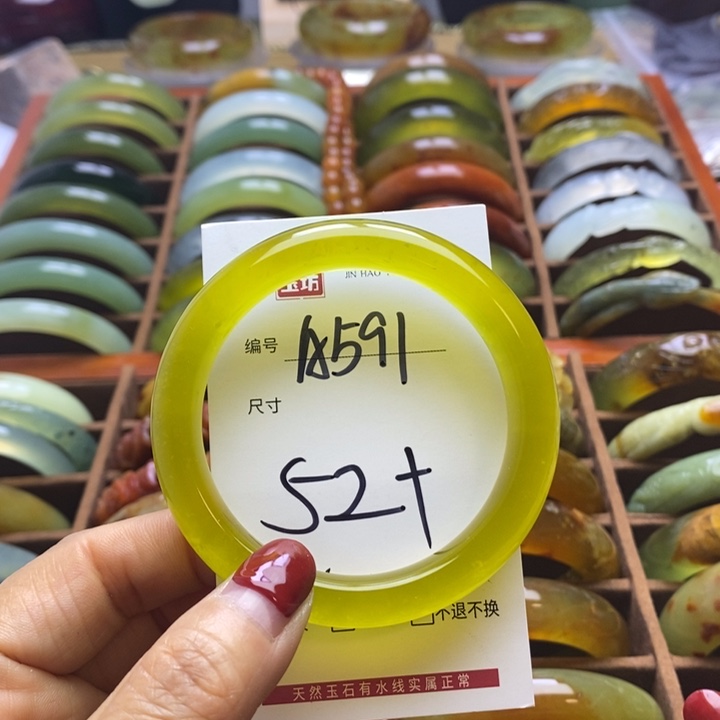 玉坊
JIN HAO
编号 A591
尺寸
52+
不退不换
天然玉石有水线实属正常